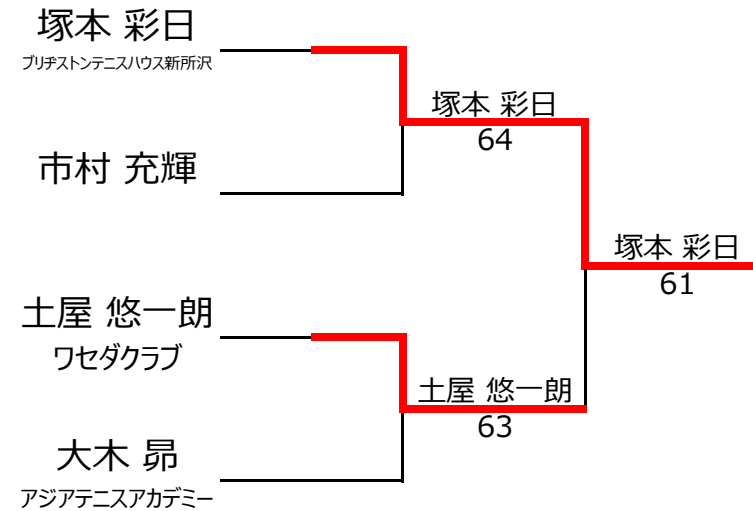 塚本 彩日
ブリヂストンテニスハウス新所沢
塚本 彩日
64
市村 充輝
塚本 彩日
61
土屋 悠一朗
ワセダクラブ
土屋 悠一朗
63
大木 昴
アジアテニスアカデミー